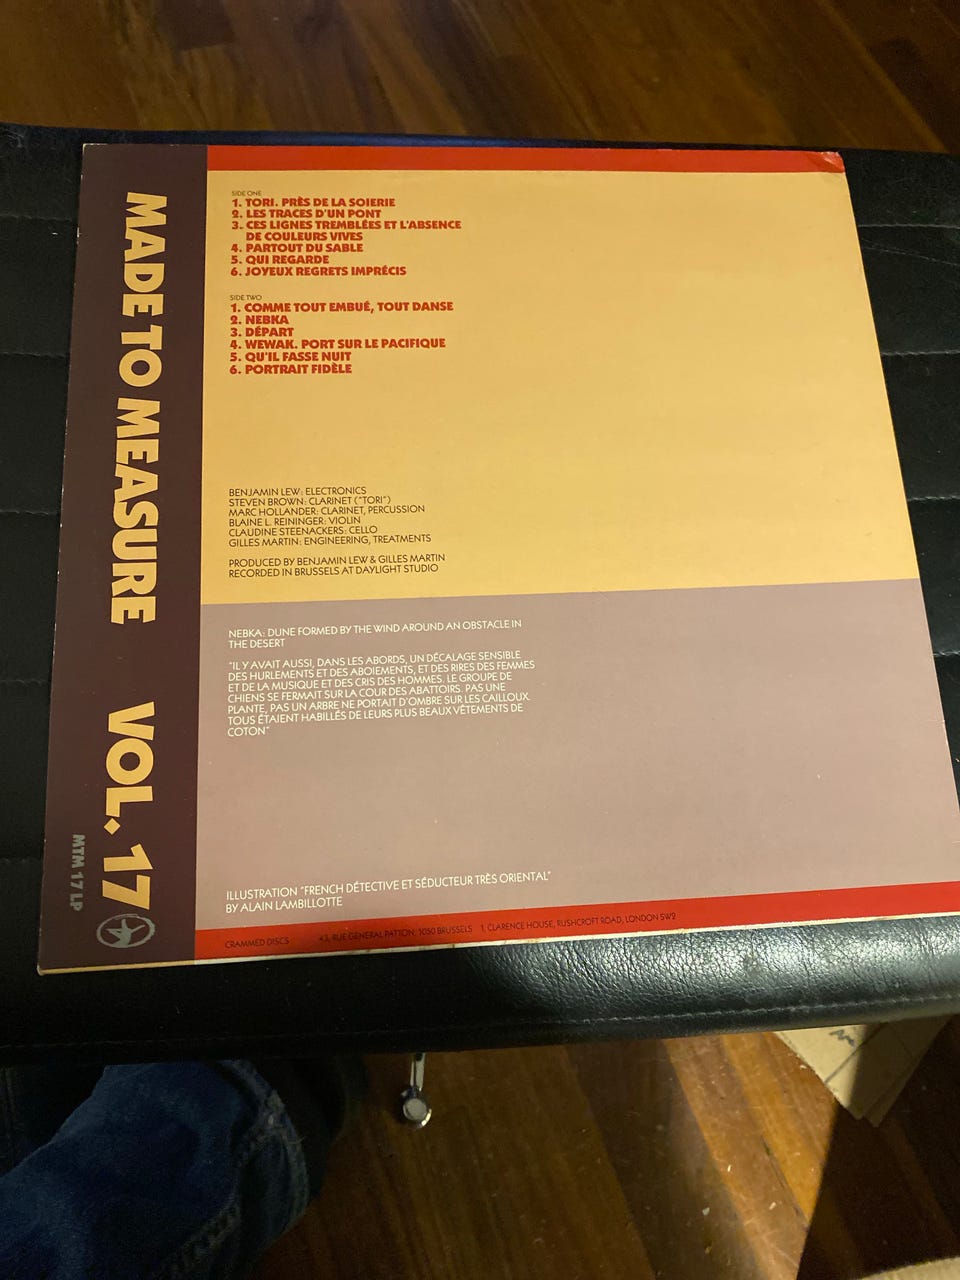 MADE TO MEASURE VOL. 17
MTM 17 LP
SIDE ONE
1. TORI. PRÈS DE LA SOIERIE
2. LES TRACES D'UN PONT
3. CES LIGNES TREMBLÉES ET L'ABSENCE
DE COULEURS VIVES
4. PARTOUT DU SABLE
5. QUI REGARDE
6. JOYEUX REGRETS IMPRÉCIS
SIDE TWO
1. COMME TOUT EMBUÉ, TOUT DANSE
2. NEBKA
3. DÉPART
4. WEWAK. PORT SUR LE PACIFIQUE
5. QU'IL FASSE NUIT
6. PORTRAIT FIDÈLE
BENJAMIN LEW: ELECTRONICS
STEVEN BROWN: CLARINET ("TORI")
MARC HOLLANDER: CLARINET, PERCUSSION
BLAINE L. REININGER: VIOLIN
CLAUDINE STEENACKERS: CELLO
GILLES MARTIN: ENGINEERING, TREATMENTS
PRODUCED BY BENJAMIN LEW & GILLES MARTIN
RECORDED IN BRUSSELS AT DAYLIGHT STUDIO
NEBKA: DUNE FORMED BY THE WIND AROUND AN OBSTACLE IN
THE DESERT
"IL Y AVAIT AUSSI, DANS LES ABORDS, UN DÉCALAGE SENSIBLE
DES HURLEMENTS ET DES ABOIEMENTS, ET DES RIRES DES FEMMES
ET DE LA MUSIQUE ET DES CRIS DES HOMMES. LE GROUPE DE
CHIENS SE FERMAIT SUR LA COUR DES ABATTOIRS. PAS UNE
PLANTE, PAS UN ARBRE NE PORTAIT D'OMBRE SUR LES CAILLOUX.
TOUS ÉTAIENT HABILLÉS DE LEURS PLUS BEAUX VÊTEMENTS DE
COTON"
ILLUSTRATION "FRENCH DÉTECTIVE ET SÉDUCTEUR TRÈS ORIENTAL"
BY ALAIN LAMBILLOTTE
CRAMMED DISCS 43, RUE GÉNÉRAL PATTON, 1050 BRUSSELS 1, CLARENCE HOUSE, RUSHCROFT ROAD, LONDON SW2